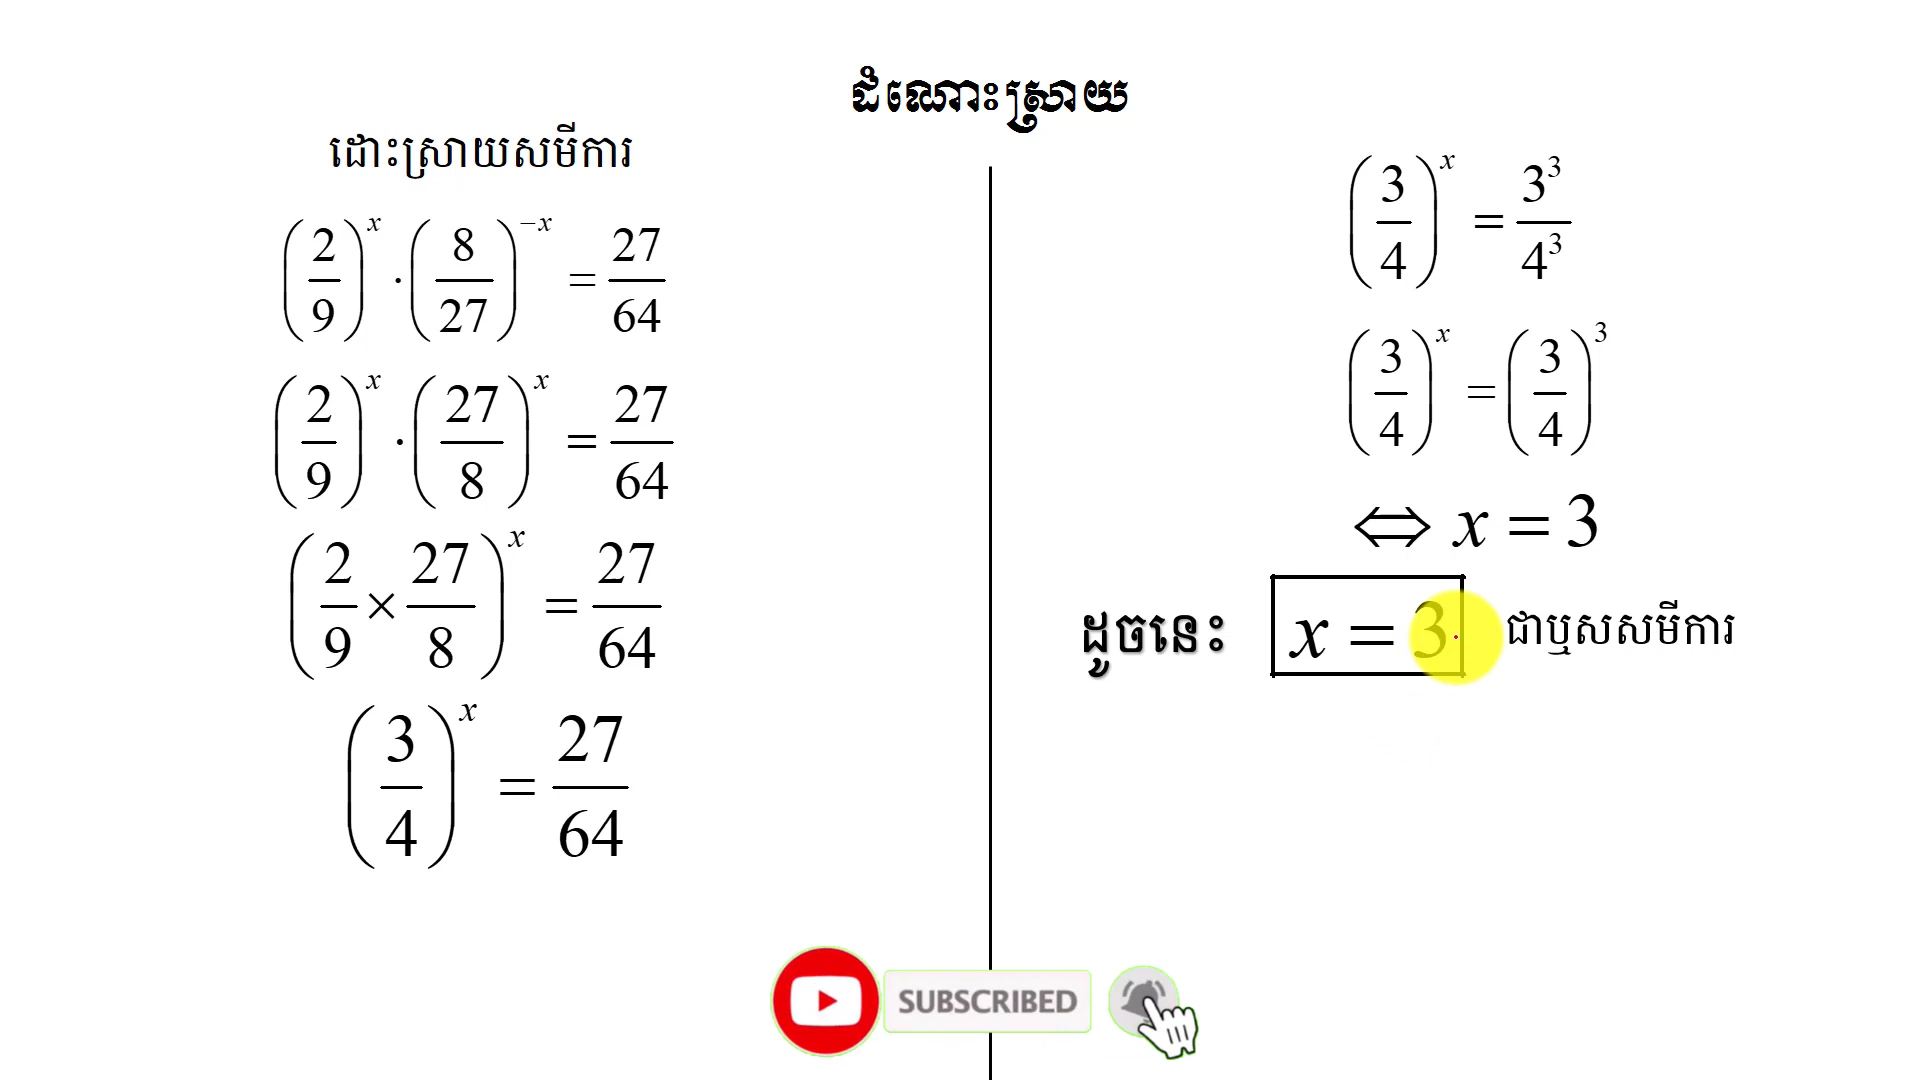 ដំណោះស្រាយ
ដោះស្រាយសមីការ
(2/9)^x · (8/27)^{-x} = 27/64
(2/9)^x · (27/8)^x = 27/64
(2/9 × 27/8)^x = 27/64
(3/4)^x = 27/64
(3/4)^x = 3^3/4^3
(3/4)^x = (3/4)^3
⇔ x = 3
ដូចនេះ x = 3 ជាឬសសមីការ
SUBSCRIBED